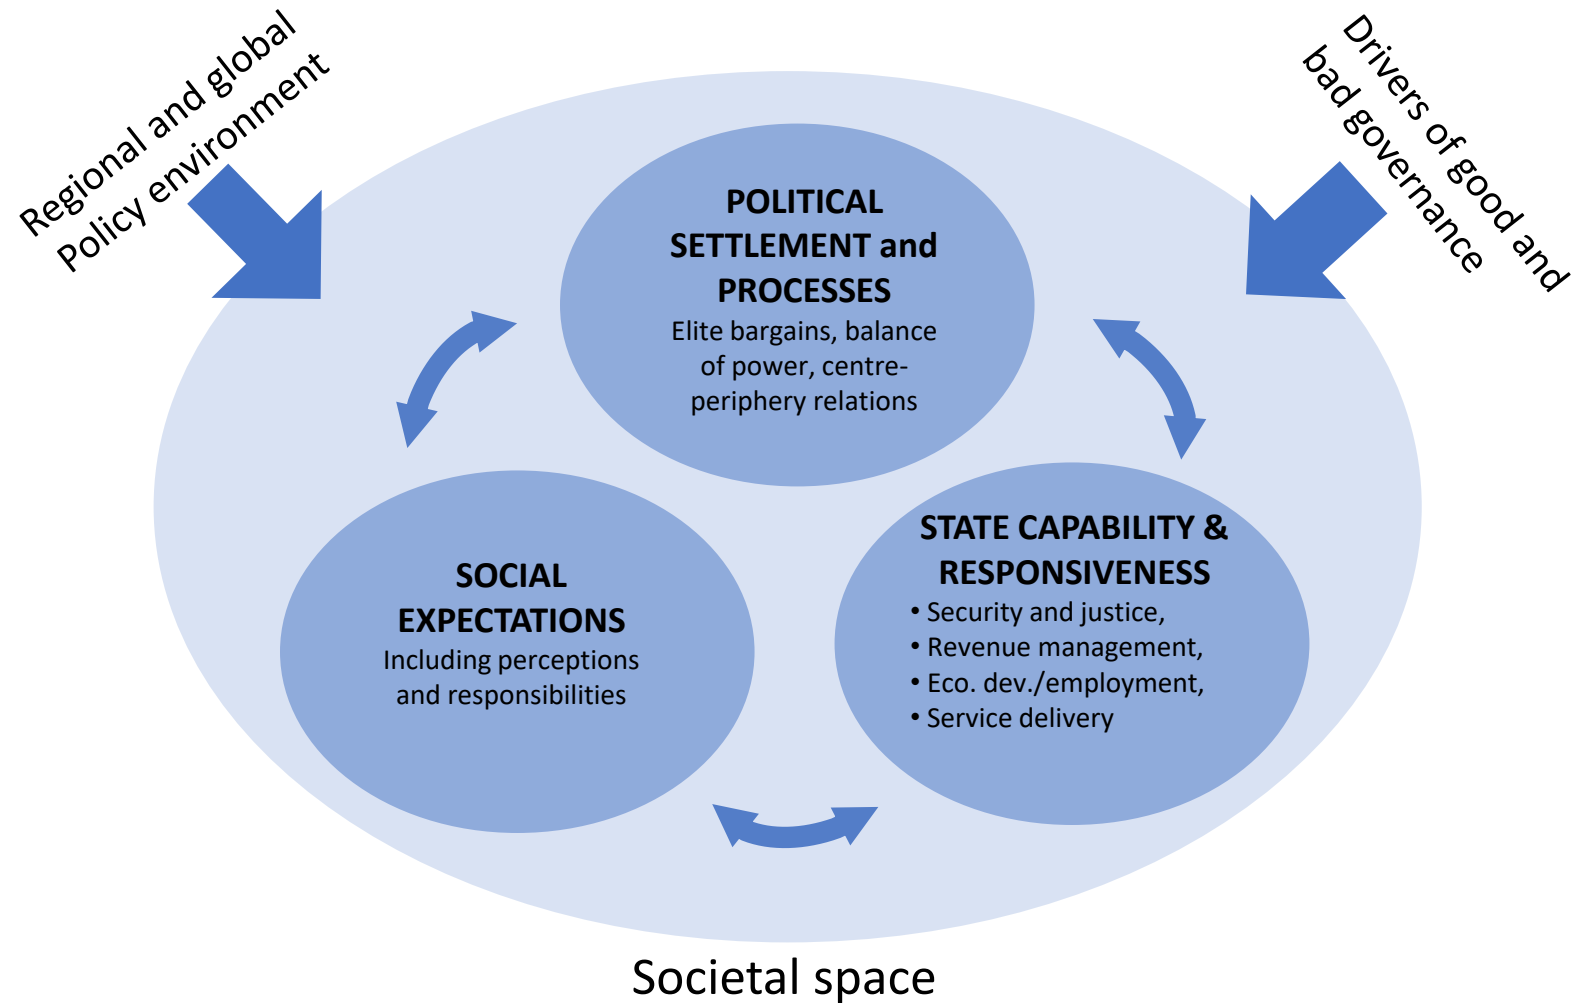 Regional and global
Policy environment
Drivers of good and
bad governance
POLITICAL
SETTLEMENT and
PROCESSES
Elite bargains, balance
of power, centre-
periphery relations
SOCIAL
EXPECTATIONS
Including perceptions
and responsibilities
STATE CAPABILITY &
RESPONSIVENESS
• Security and justice,
• Revenue management,
• Eco. dev./employment,
• Service delivery
Societal space